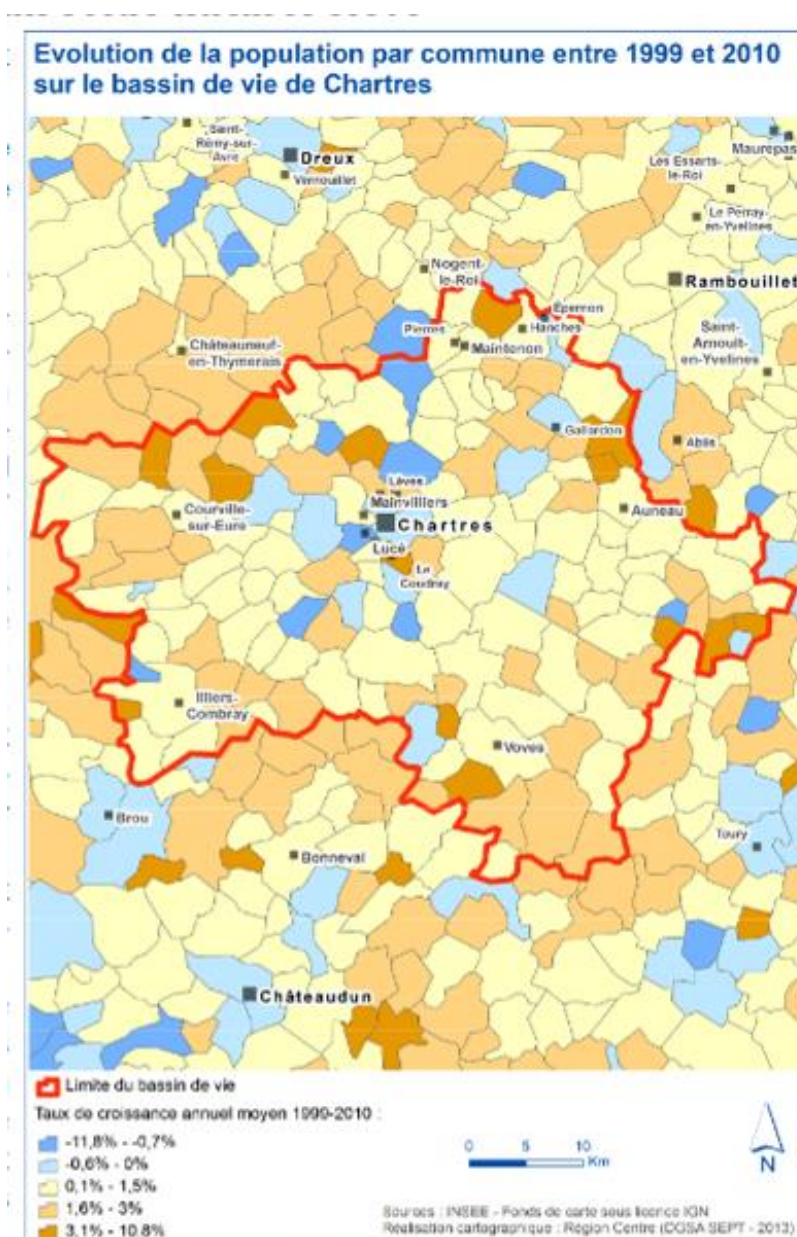 Evolution de la population par commune entre 1999 et 2010
sur le bassin de vie de Chartres
Saint-
Rémy-sur-
Avre
Dreux
Vernouillet
Maurepas
Les Essarts-
le-Roi
Le Perray-
en-Yvelines
Nogent-
le-Roi
Rambouillet
Épernon
Pierres
Hanches
Maintenon
Châteauneuf-
en-Thymerais
Saint-
Arnoult-
en-Yvelines
Gallardon
Ablis
Lèves
Mainvilliers
Courville-
sur-Eure
Chartres
Auneau
Lucé
Le
Coudray
Illiers-
Combray
Voves
Brou
Bonneval
Toury
Châteaudun
Limite du bassin de vie
Taux de croissance annuel moyen 1999-2010 :
-11,8% - -0,7%
-0,6% - 0%
0,1% - 1,5%
1,6% - 3%
3,1% - 10,8%
0 5 10
Km
N
Sources : INSEE - Fonds de carte sous licence IGN
Réalisation cartographique : Région Centre (DGSA SEPT - 2013)